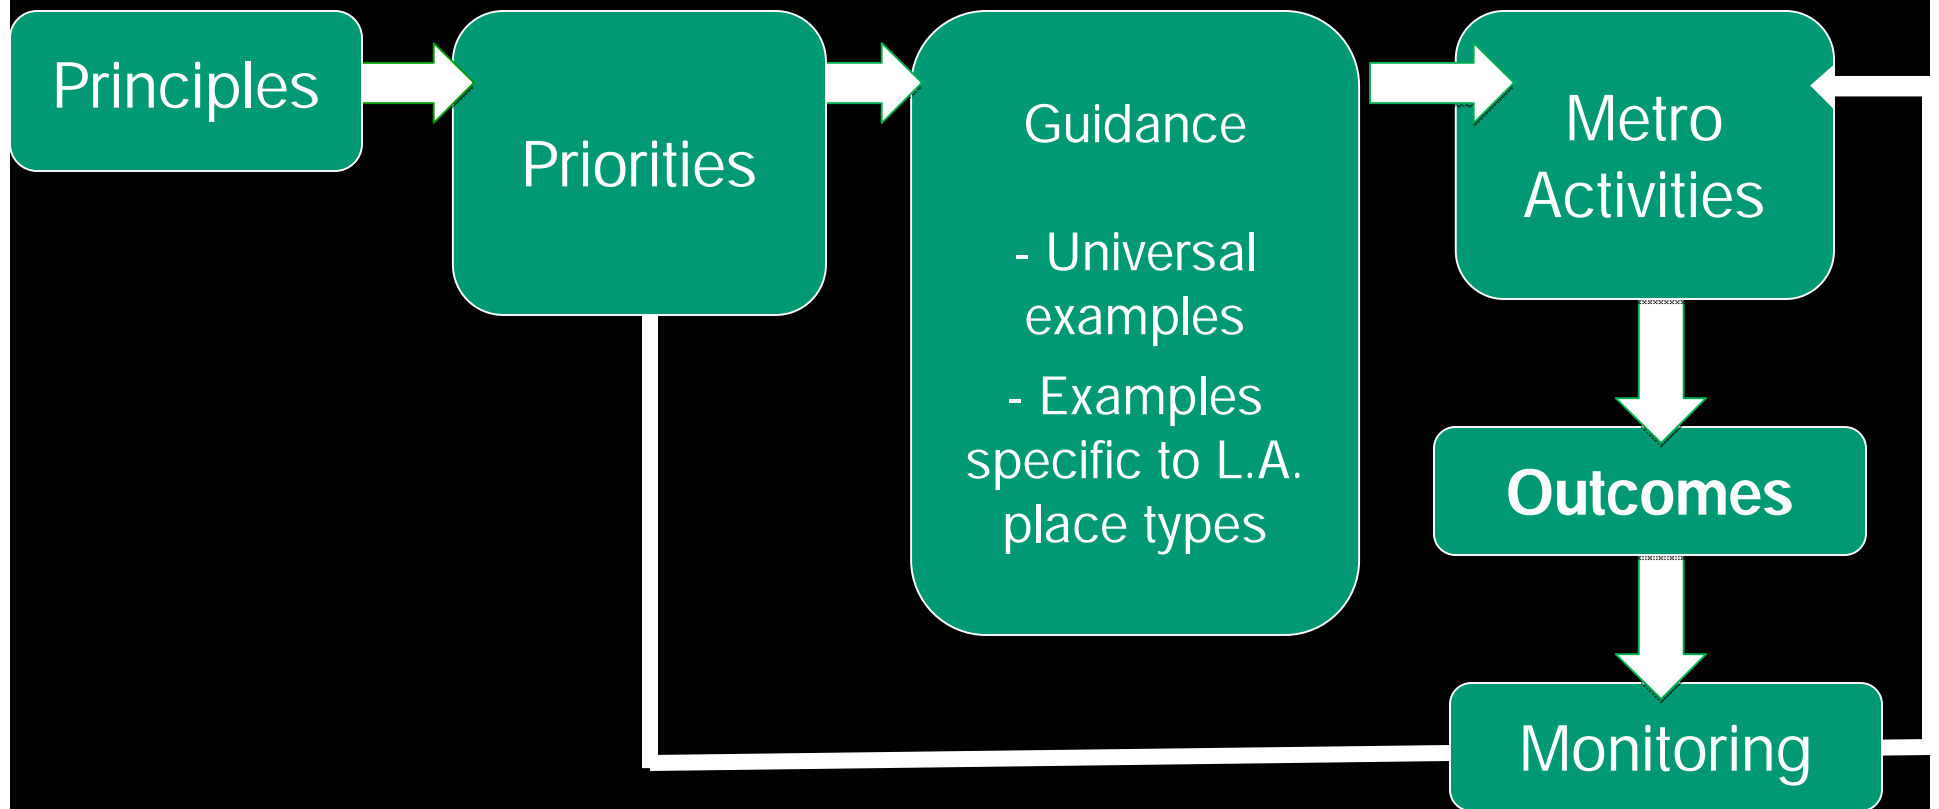 Principles
Priorities
Guidance
- Universal
examples
- Examples
specific to L.A.
place types
Metro
Activities
Outcomes
Monitoring